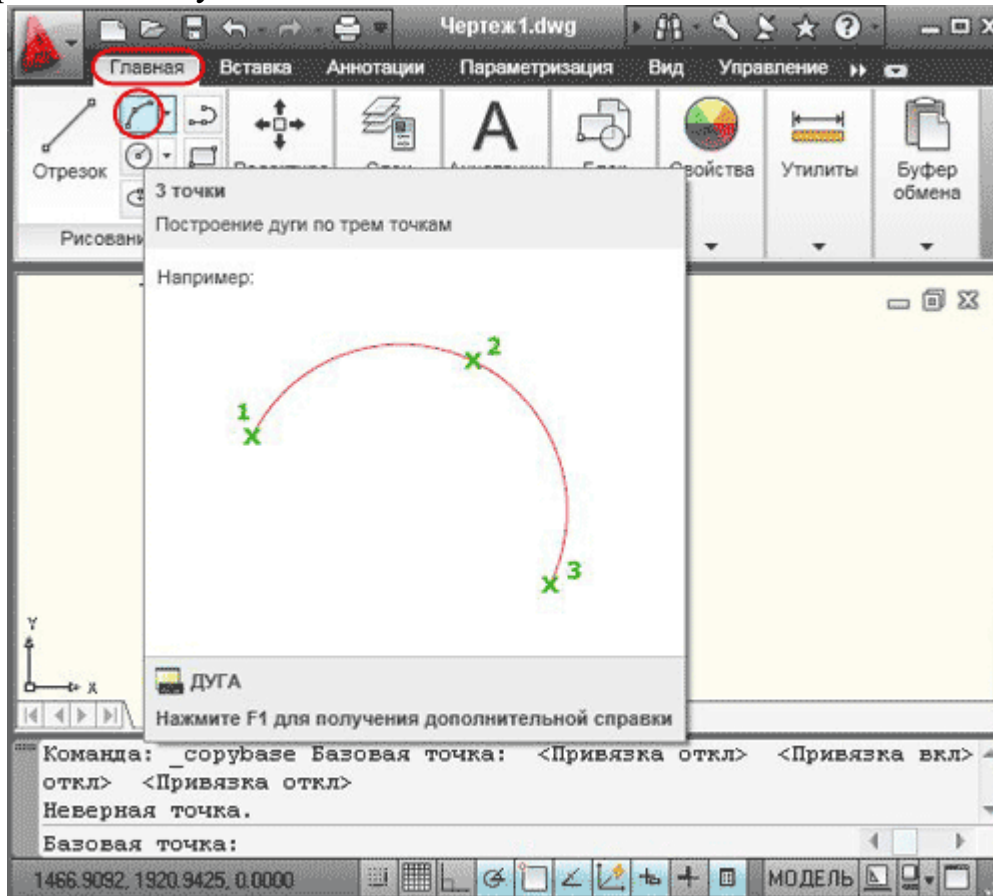 Чертеж1.dwg
Главная Вставка Аннотации Параметризация Вид Управление
Отрезок
Свойства Утилиты Буфер обмена
3 точки
Построение дуги по трем точкам
Например:
1
2
3
Y
X
ДУГА
Нажмите F1 для получения дополнительной справки
Команда: _copybase Базовая точка: <Привязка откл> <Привязка вкл>
откл> <Привязка откл>
Неверная точка.
Базовая точка:
1466.9092, 1920.9425, 0.0000 МОДЕЛЬ